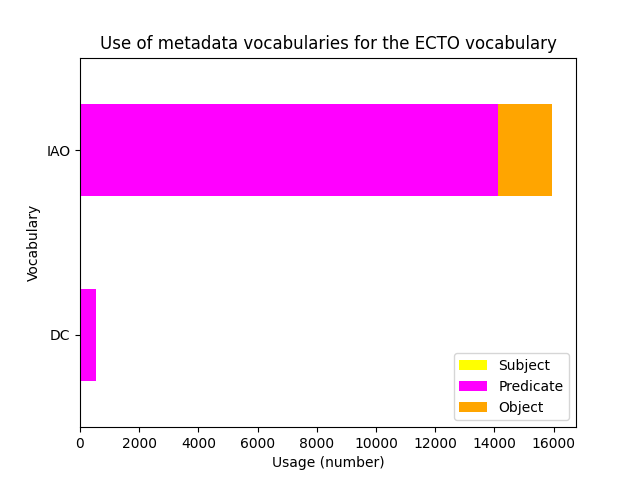 Use of metadata vocabularies for the ECTO vocabulary
IAO
DC
Vocabulary
Subject
Predicate
Object
0 2000 4000 6000 8000 10000 12000 14000 16000
Usage (number)